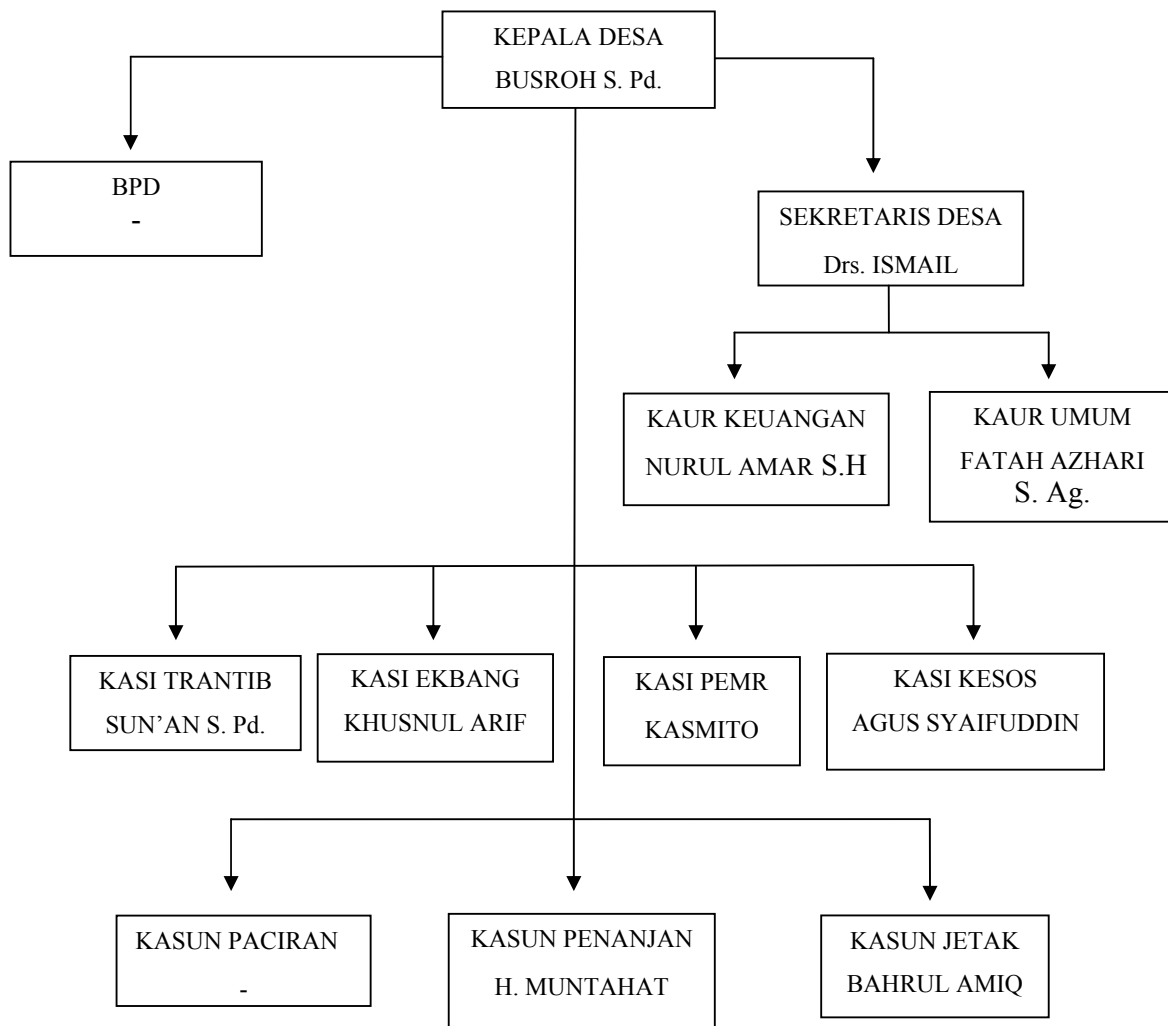 KEPALA DESA
BUSROH S. Pd.
BPD
-
SEKRETARIS DESA
Drs. ISMAIL
KAUR KEUANGAN
NURUL AMAR S.H
KAUR UMUM
FATAH AZHARI
S. Ag.
KASI TRANTIB
SUN’AN S. Pd.
KASI EKBANG
KHUSNUL ARIF
KASI PEMR
KASMITO
KASI KESOS
AGUS SYAIFUDDIN
KASUN PACIRAN
-
KASUN PENANJAN
H. MUNTAHAT
KASUN JETAK
BAHRUL AMIQ